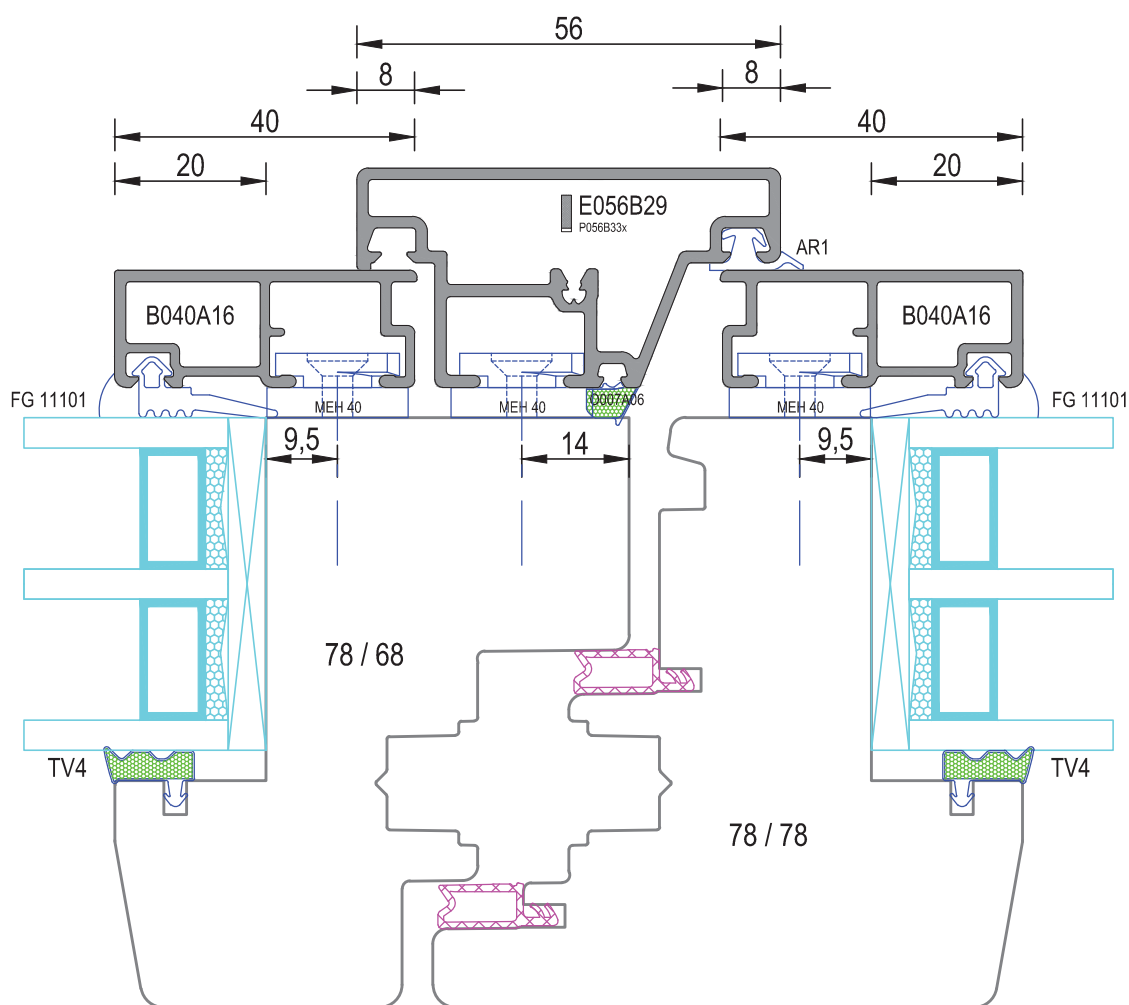 56
8
8
40
40
20
20
E056B29
P056B33x
AR1
B040A16
B040A16
FG 11101
MEH 40
MEH 40
O007A06
MEH 40
FG 11101
9,5
14
9,5
78 / 68
TV4
TV4
78 / 78